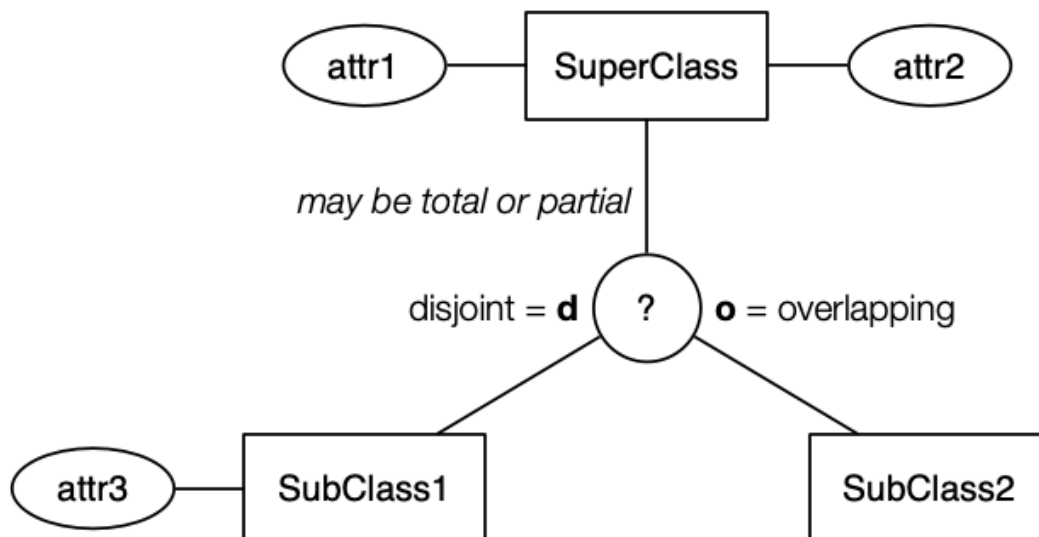 attr1
SuperClass
attr2
may be total or partial
disjoint = d
?
o = overlapping
attr3
SubClass1
SubClass2